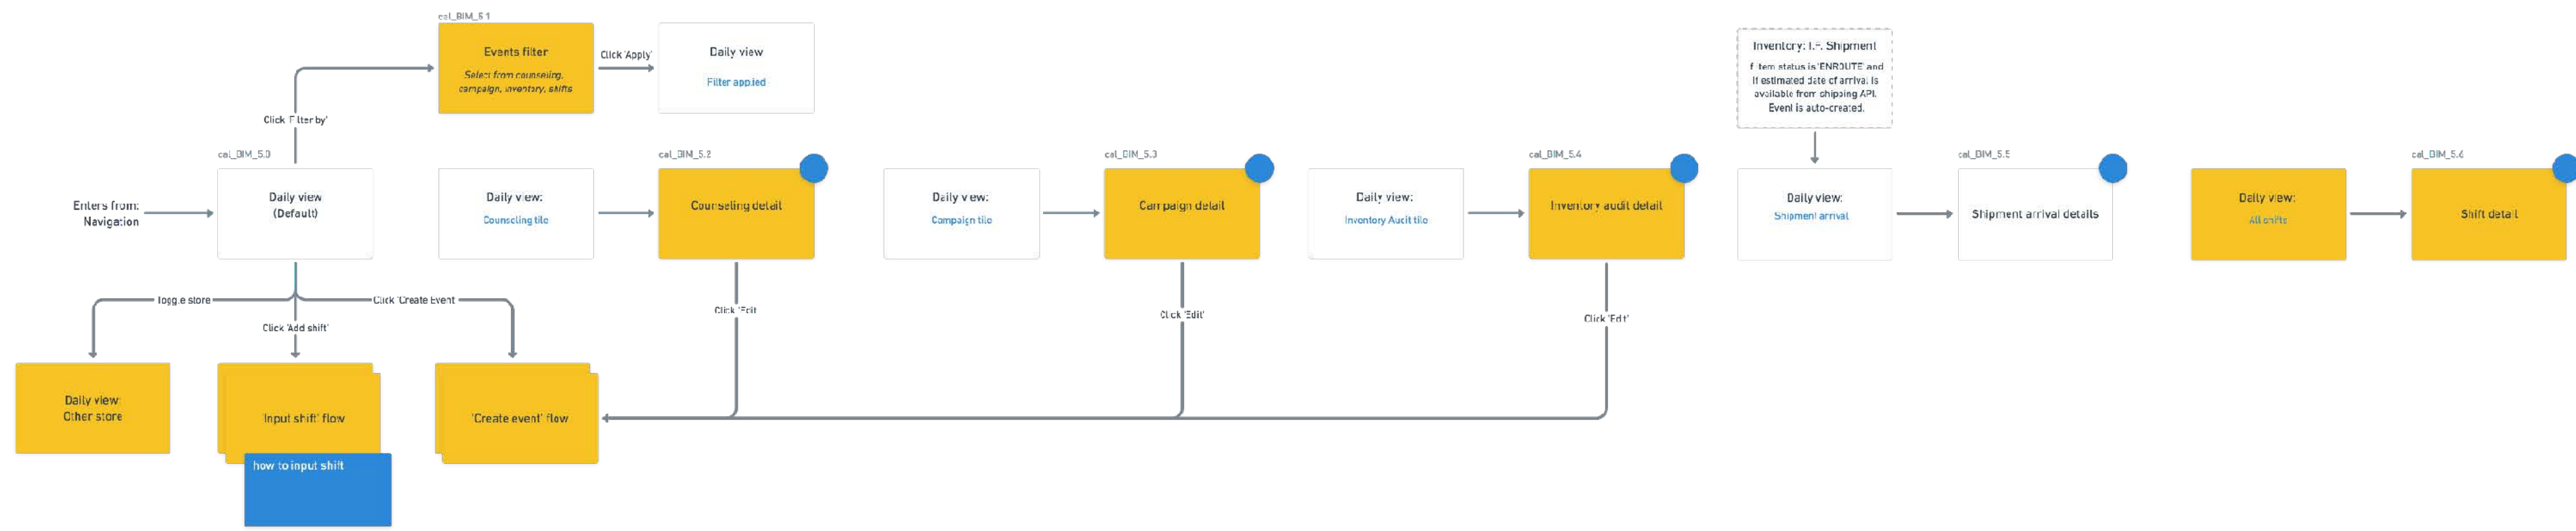 cal_BIM_5.1
Events filter
Select from counseling,
campaign, inventory, shifts
Click 'Apply'
Daily view
Filter applied
Click 'Filter by'
Inventory: I.F. Shipment
if item status is 'ENROUTE' and
if estimated date of arrival is
available from shipping API.
Event is auto-created.
Enters from:
Navigation
cal_BIM_5.0
Daily view
(Default)
Daily view:
Counseling tile
cal_BIM_5.2
Counseling detail
Daily view:
Campaign tile
cal_BIM_5.3
Campaign detail
Daily view:
Inventory Audit tile
cal_BIM_5.4
Inventory audit detail
Daily view:
Shipment arrival
cal_BIM_5.5
Shipment arrival details
Daily view:
All shifts
cal_BIM_5.6
Shift detail
Toggle store
Click 'Add shift'
Click 'Create Event'
Click 'Edit'
Click 'Edit'
Click 'Edit'
Daily view:
Other store
'Input shift' flow
'Create event' flow
how to input shift